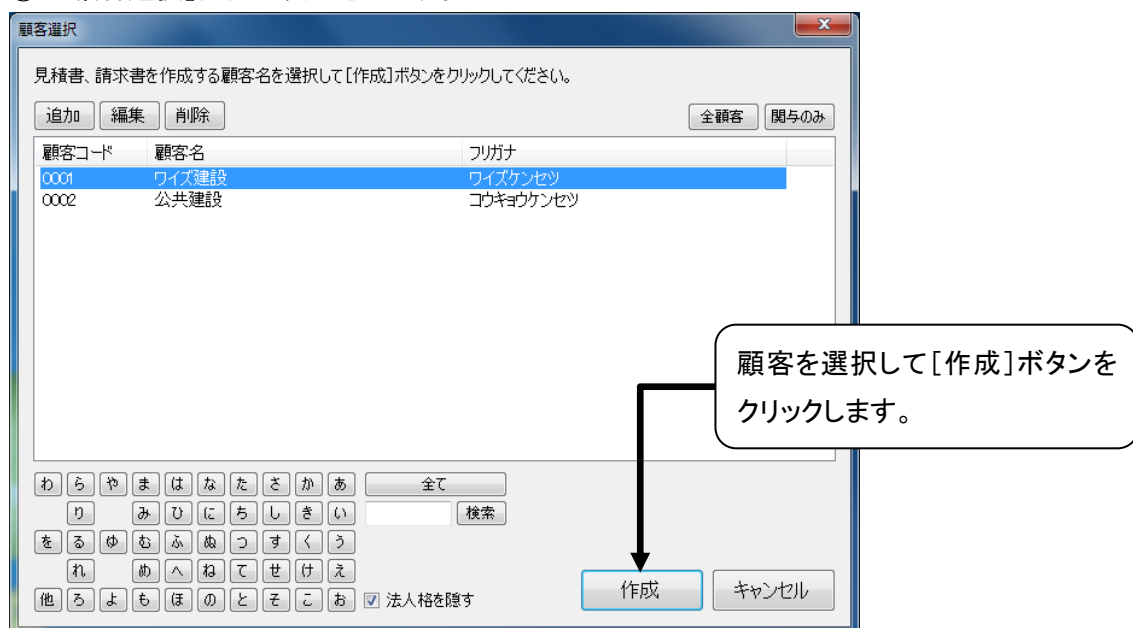 顧客選択
見積書、請求書を作成する顧客名を選択して[作成]ボタンをクリックしてください。
追加 編集 削除 全顧客 関与のみ
顧客コード 顧客名 フリガナ
0001 ワイズ建設 ワイズケンセツ
0002 公共建設 コウキョウケンセツ
顧客を選択して[作成]ボタンを
クリックします。
わ ら や ま は な た さ か あ 全て
り み ひ に ち し き い 検索
を る ゆ む ふ ぬ つ す く う
れ め へ ね て せ け え
他 ろ よ も ほ の と そ こ お 法人格を隠す
作成 キャンセル